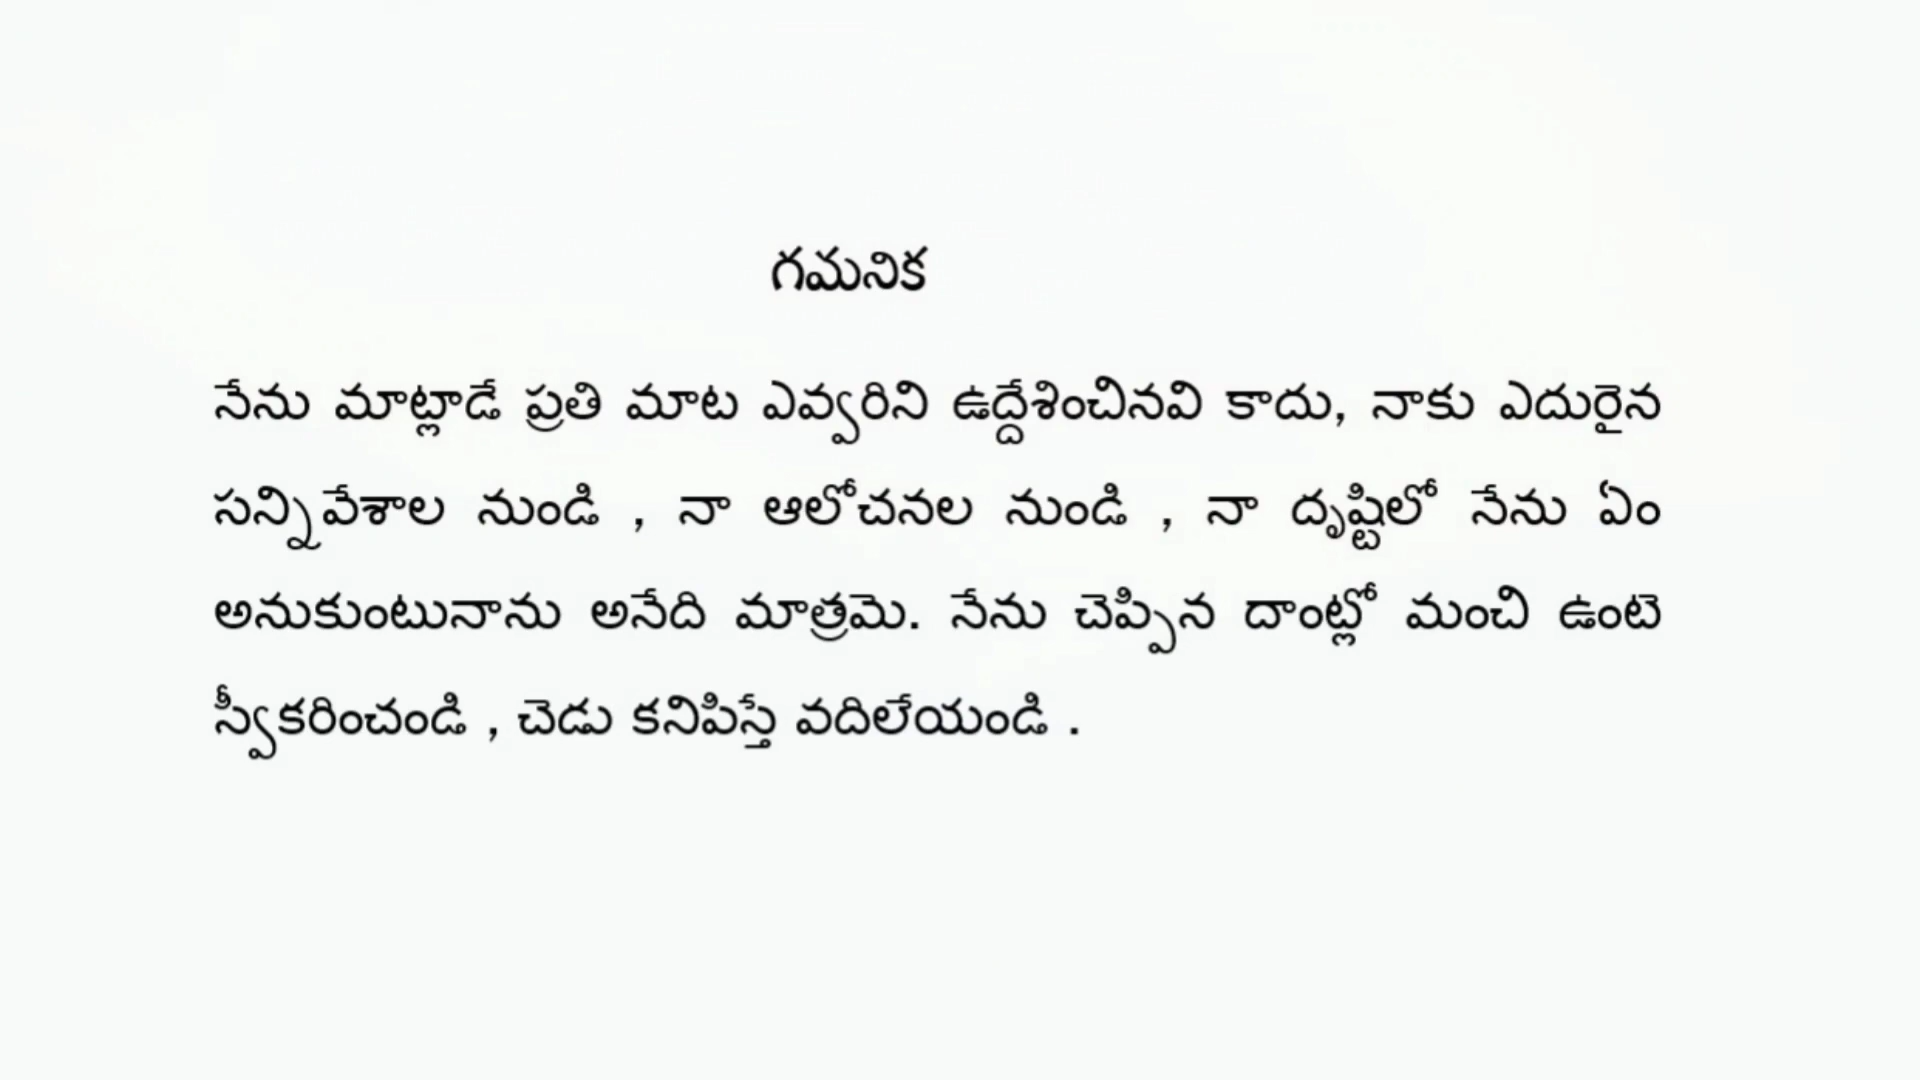 గమనిక
నేను మాట్లాడే ప్రతి మాట ఎవ్వరిని ఉద్దేశించినవి కాదు, నాకు ఎదురైన
సన్నివేశాల నుండి , నా ఆలోచనల నుండి , నా దృష్టిలో నేను ఏం
అనుకుంటునాను అనేది మాత్రమె. నేను చెప్పిన దాంట్లో మంచి ఉంటె
స్వీకరించండి , చెడు కనిపిస్తే వదిలేయండి .